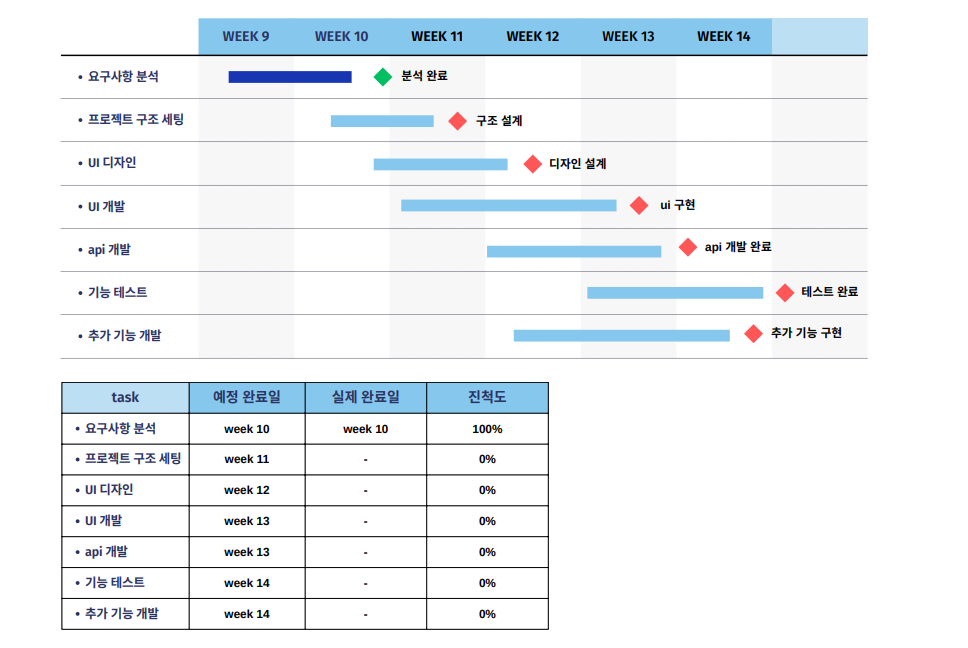 WEEK 9 WEEK 10 WEEK 11 WEEK 12 WEEK 13 WEEK 14
• 요구사항 분석 분석 완료
• 프로젝트 구조 세팅 구조 설계
• UI 디자인 디자인 설계
• UI 개발 ui 구현
• api 개발 api 개발 완료
• 기능 테스트 테스트 완료
• 추가 기능 개발 추가 기능 구현
task 예정 완료일 실제 완료일 진척도
• 요구사항 분석 week 10 week 10 100%
• 프로젝트 구조 세팅 week 11 - 0%
• UI 디자인 week 12 - 0%
• UI 개발 week 13 - 0%
• api 개발 week 13 - 0%
• 기능 테스트 week 14 - 0%
• 추가 기능 개발 week 14 - 0%